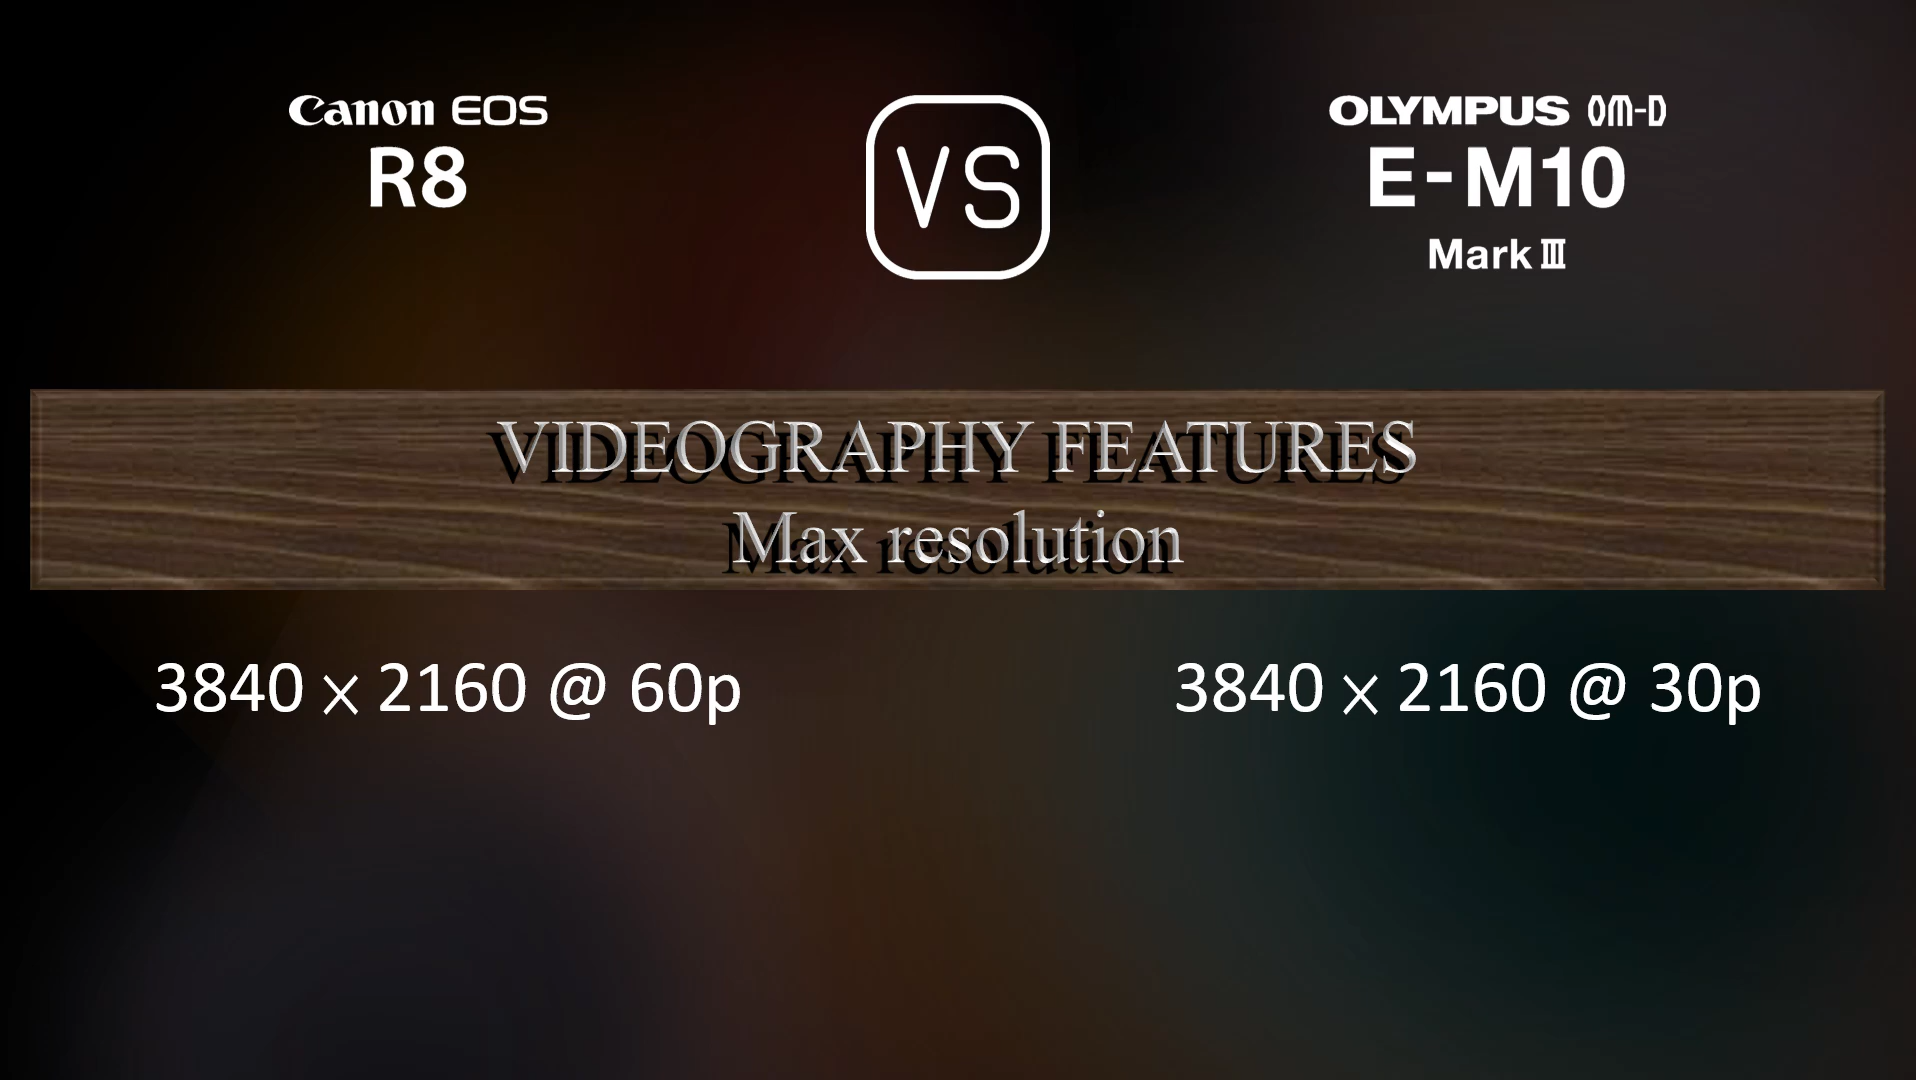 Canon EOS
R8
VS
OLYMPUS OM-D
E-M10
Mark III
VIDEOGRAPHY FEATURES
Max resolution
3840 x 2160 @ 60p
3840 x 2160 @ 30p